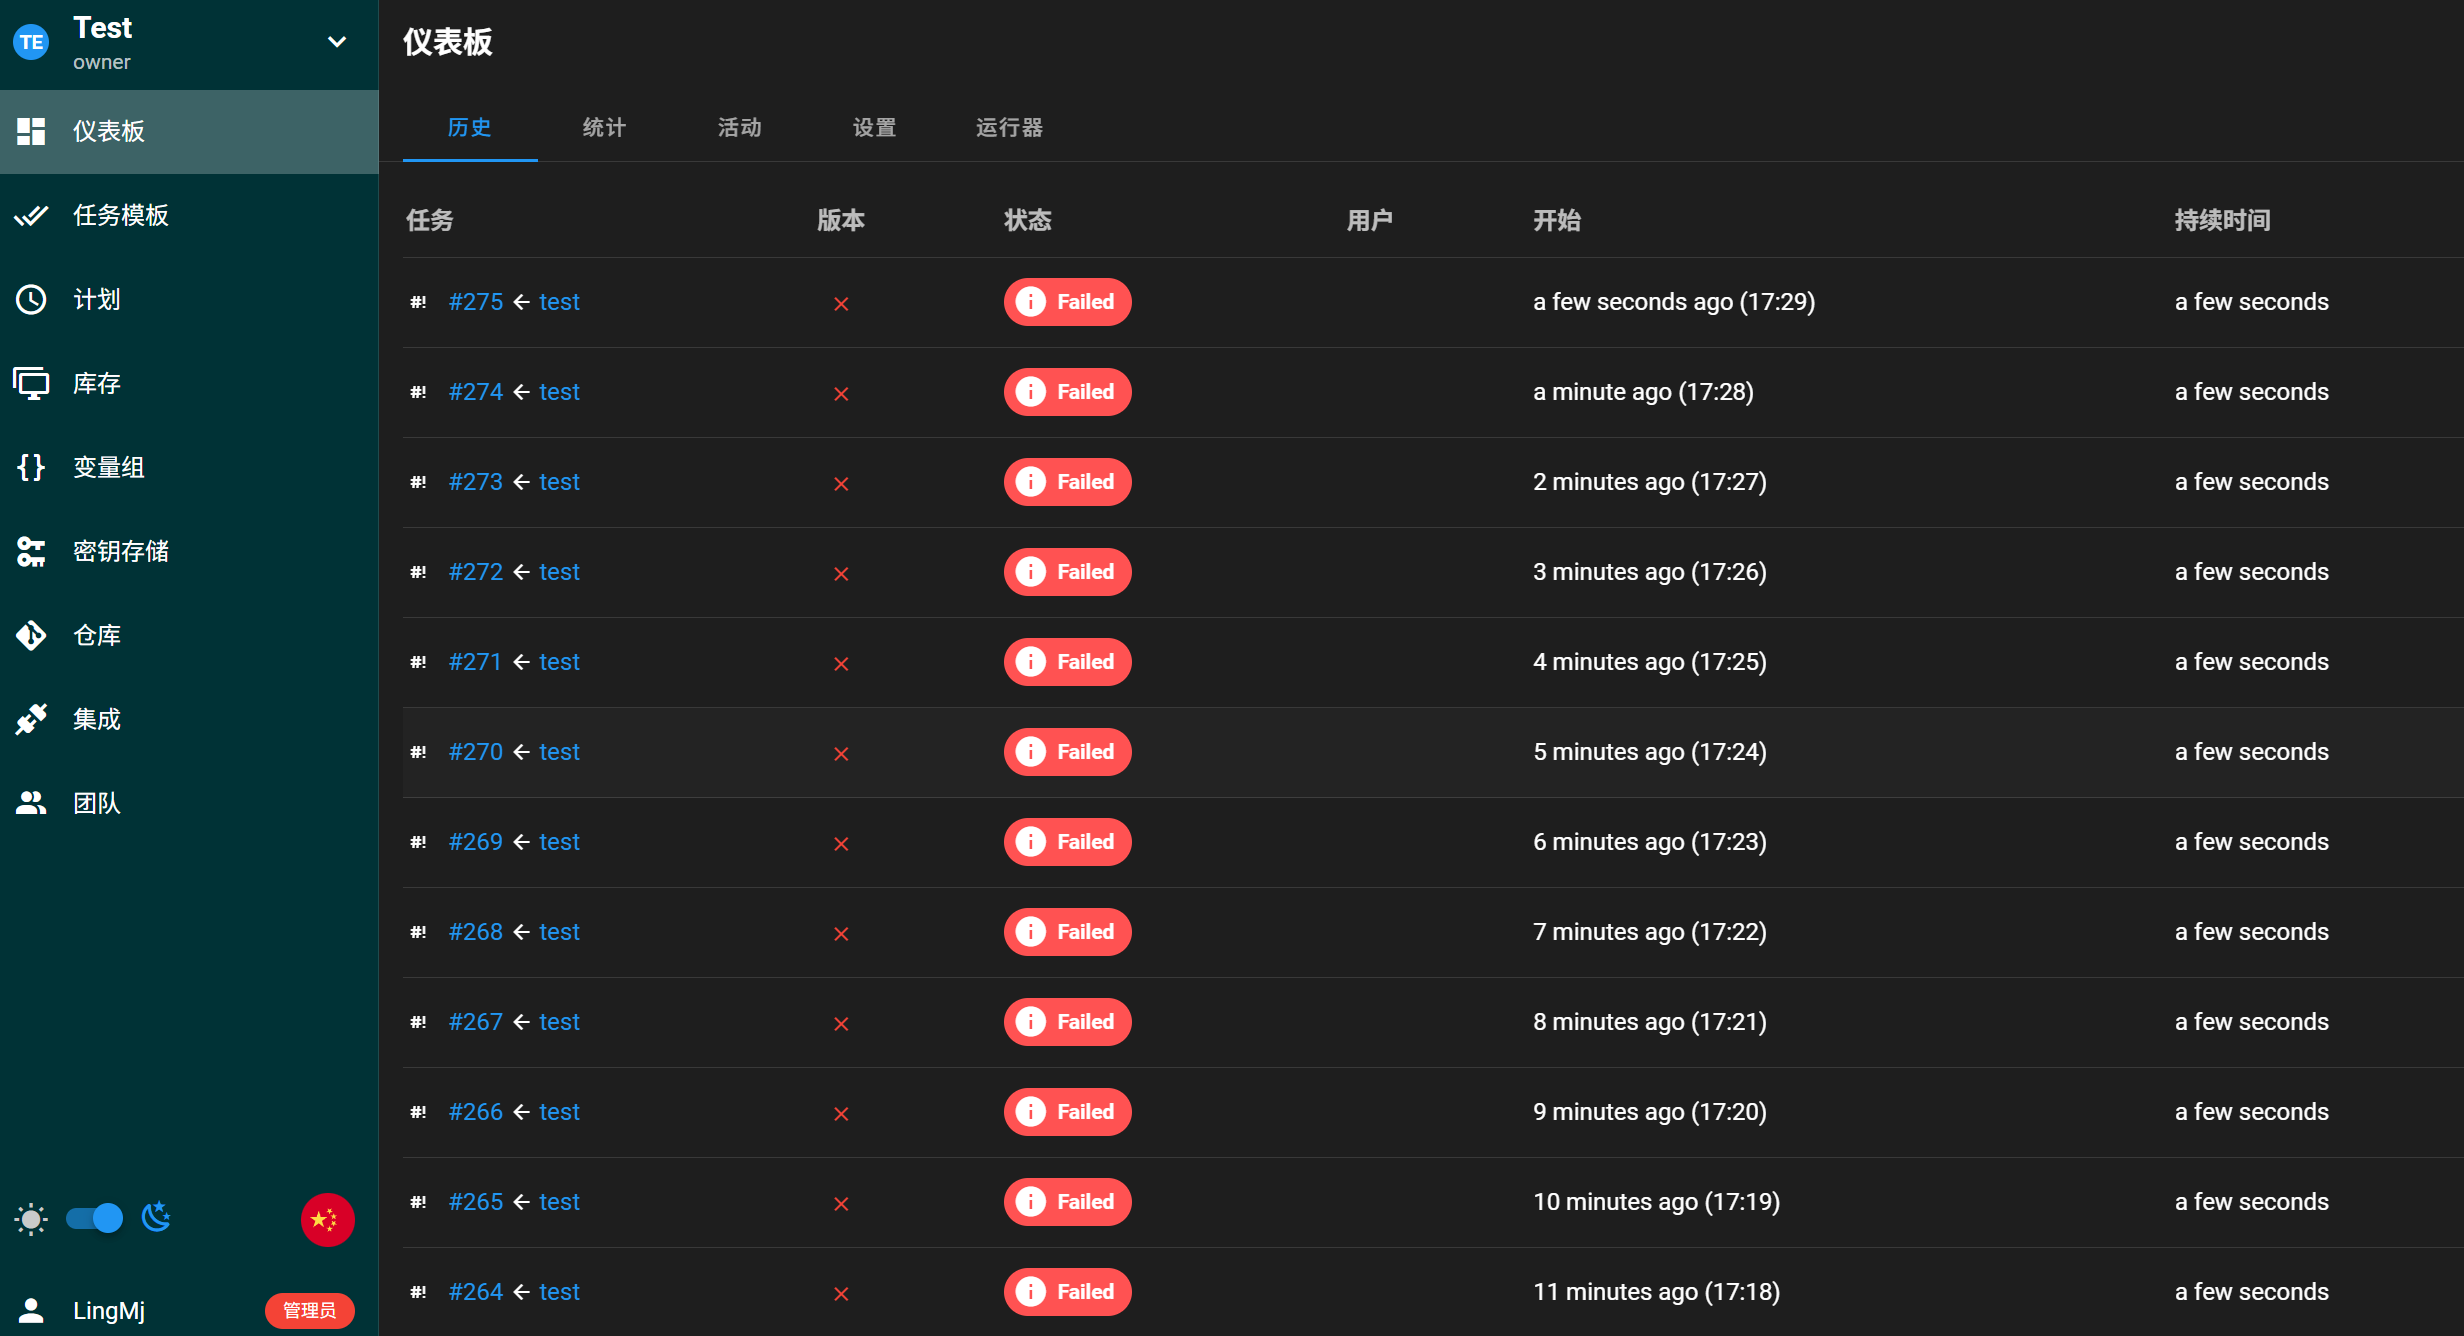 TE
Test
owner
仪表板
任务模板
计划
库存
变量组
密钥存储
仓库
集成
团队
LingMj
管理员
仪表板
历史 统计 活动 设置 运行器
任务 版本 状态 用户 开始 持续时间
#! #275 ← test Failed a few seconds ago (17:29) a few seconds
#! #274 ← test Failed a minute ago (17:28) a few seconds
#! #273 ← test Failed 2 minutes ago (17:27) a few seconds
#! #272 ← test Failed 3 minutes ago (17:26) a few seconds
#! #271 ← test Failed 4 minutes ago (17:25) a few seconds
#! #270 ← test Failed 5 minutes ago (17:24) a few seconds
#! #269 ← test Failed 6 minutes ago (17:23) a few seconds
#! #268 ← test Failed 7 minutes ago (17:22) a few seconds
#! #267 ← test Failed 8 minutes ago (17:21) a few seconds
#! #266 ← test Failed 9 minutes ago (17:20) a few seconds
#! #265 ← test Failed 10 minutes ago (17:19) a few seconds
#! #264 ← test Failed 11 minutes ago (17:18) a few seconds